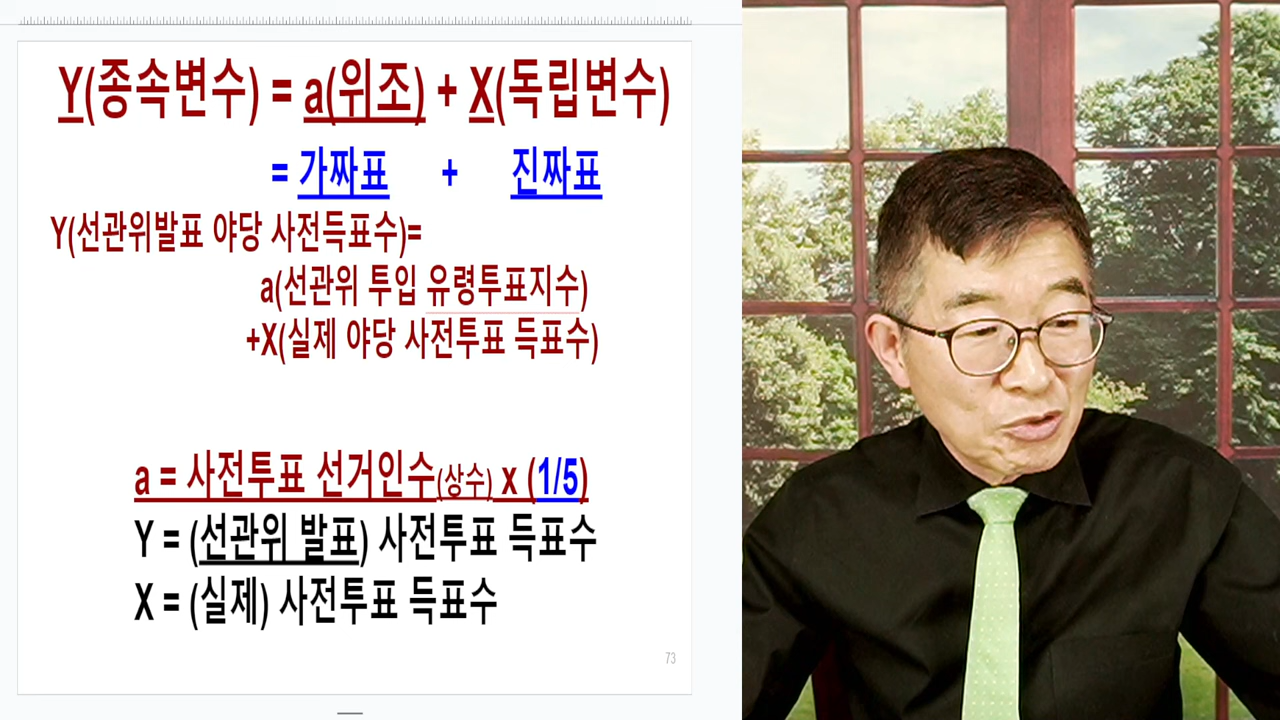 Y(종속변수) = a(위조) + X(독립변수)
= 가짜표 + 진짜표
Y(선관위발표 야당 사전득표수)=
a(선관위 투입 유령투표지수)
+X(실제 야당 사전투표 득표수)
a = 사전투표 선거인수(상수) x (1/5)
Y = (선관위 발표) 사전투표 득표수
X = (실제) 사전투표 득표수
73